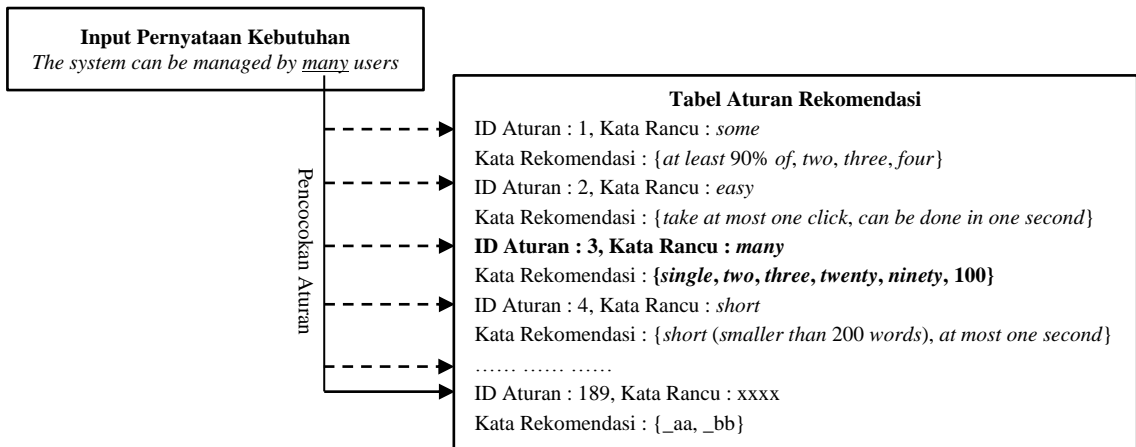 Input Pernyataan Kebutuhan
The system can be managed by many users
Pencocokan Aturan
Tabel Aturan Rekomendasi
ID Aturan : 1, Kata Rancu : some
Kata Rekomendasi : {at least 90% of, two, three, four}
ID Aturan : 2, Kata Rancu : easy
Kata Rekomendasi : {take at most one click, can be done in one second}
ID Aturan : 3, Kata Rancu : many
Kata Rekomendasi : {single, two, three, twenty, ninety, 100}
ID Aturan : 4, Kata Rancu : short
Kata Rekomendasi : {short (smaller than 200 words), at most one second}
…… …… ……
ID Aturan : 189, Kata Rancu : xxxx
Kata Rekomendasi : {_aa, _bb}